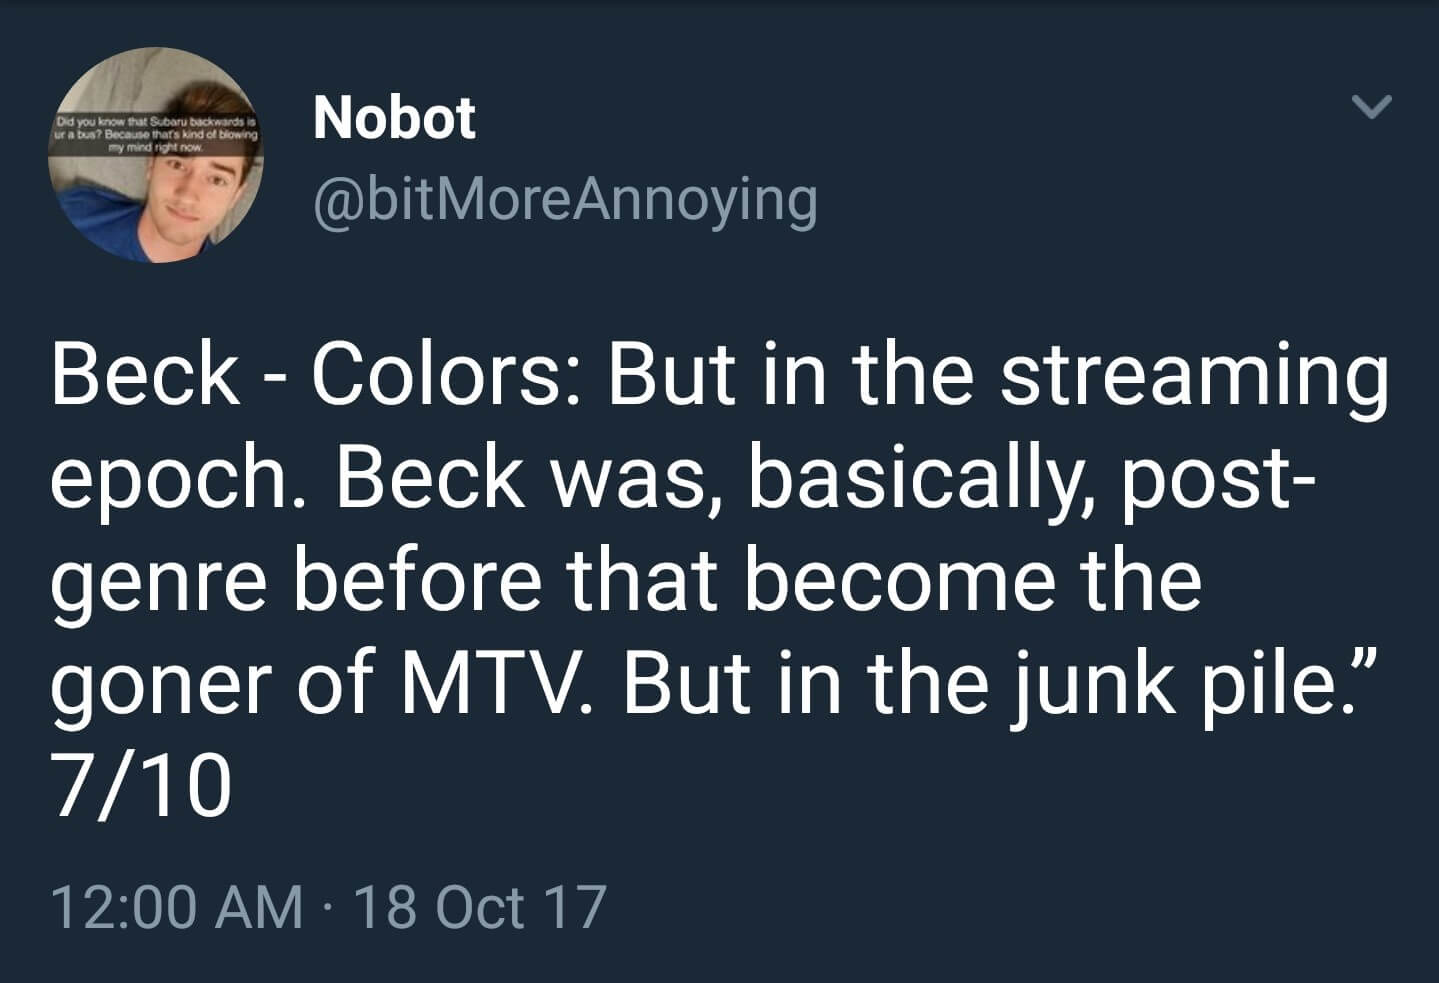 Did you know that Subaru backwards is
ur a bus? Because that's kind of blowing
my mind right now.
Nobot
@bitMoreAnnoying
Beck - Colors: But in the streaming
epoch. Beck was, basically, post-
genre before that become the
goner of MTV. But in the junk pile.”
7/10
12:00 AM · 18 Oct 17